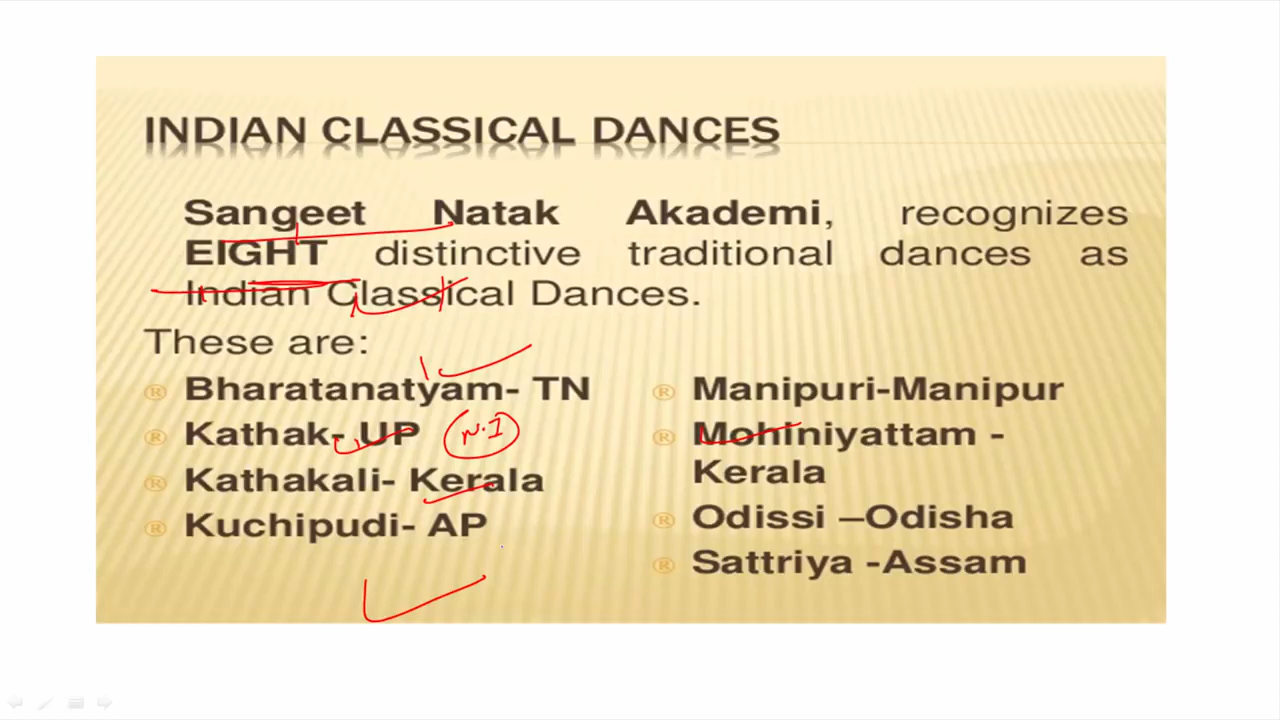 INDIAN CLASSICAL DANCES
Sangeet Natak Akademi, recognizes
EIGHT distinctive traditional dances as
Indian Classical Dances.
These are:
Bharatanatyam- TN
Kathak- UP N.I
Kathakali- Kerala
Kuchipudi- AP
Manipuri-Manipur
Mohiniyattam -
Kerala
Odissi –Odisha
Sattriya -Assam